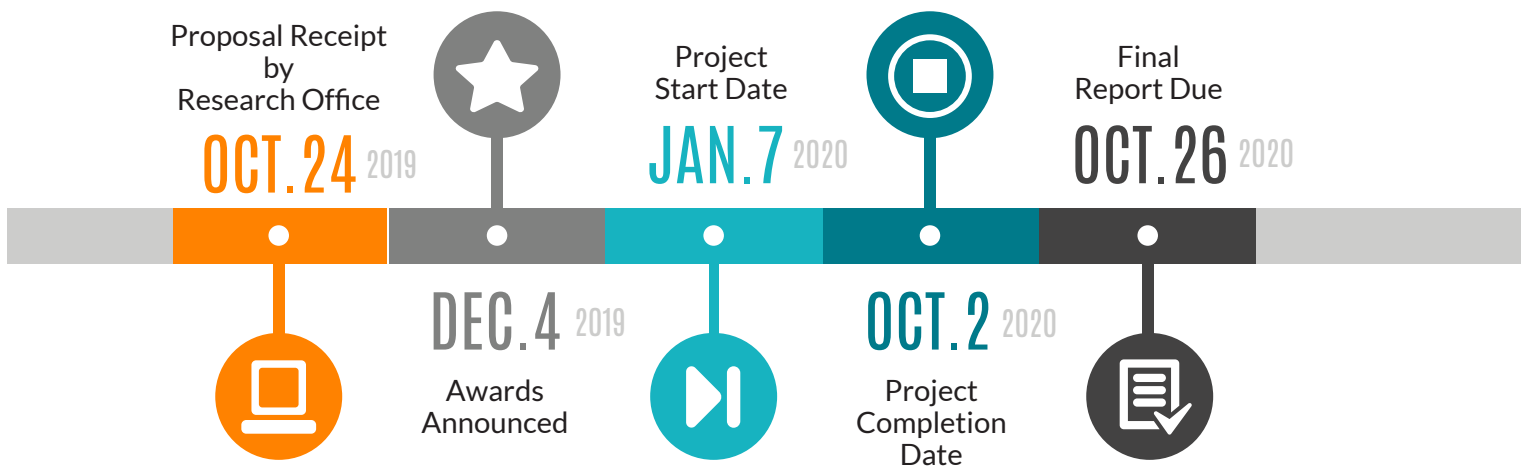 Proposal Receipt
by
Research Office
OCT.24 2019
DEC.4 2019
Awards
Announced
Project
Start Date
JAN.7 2020
OCT.2 2020
Project
Completion
Date
Final
Report Due
OCT.26 2020